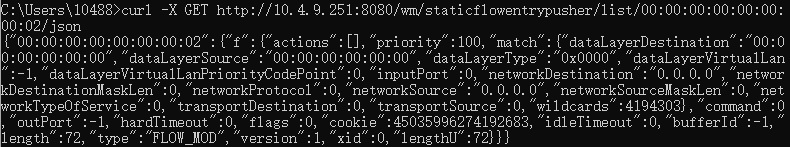 C:\Users\10488>curl -X GET http://10.4.9.251:8080/wm/staticflowentrypusher/list/00:00:00:00:00:00:
00:02/json
{"00:00:00:00:00:00:00:02":{"f":{"actions":[],"priority":100,"match":{"dataLayerDestination":"00:0
0:00:00:00:00","dataLayerSource":"00:00:00:00:00:00","dataLayerType":"0x0000","dataLayerVirtualLan
":-1,"dataLayerVirtualLanPriorityCodePoint":0,"inputPort":0,"networkDestination":"0.0.0.0","networ
kDestinationMaskLen":0,"networkProtocol":0,"networkSource":"0.0.0.0","networkSourceMaskLen":0,"net
workTypeOfService":0,"transportDestination":0,"transportSource":0,"wildcards":4194303},"command":0
,"outPort":-1,"hardTimeout":0,"flags":0,"cookie":45035996274192683,"idleTimeout":0,"bufferId":-1,"
length":72,"type":"FLOW_MOD","version":1,"xid":0,"lengthU":72}}}